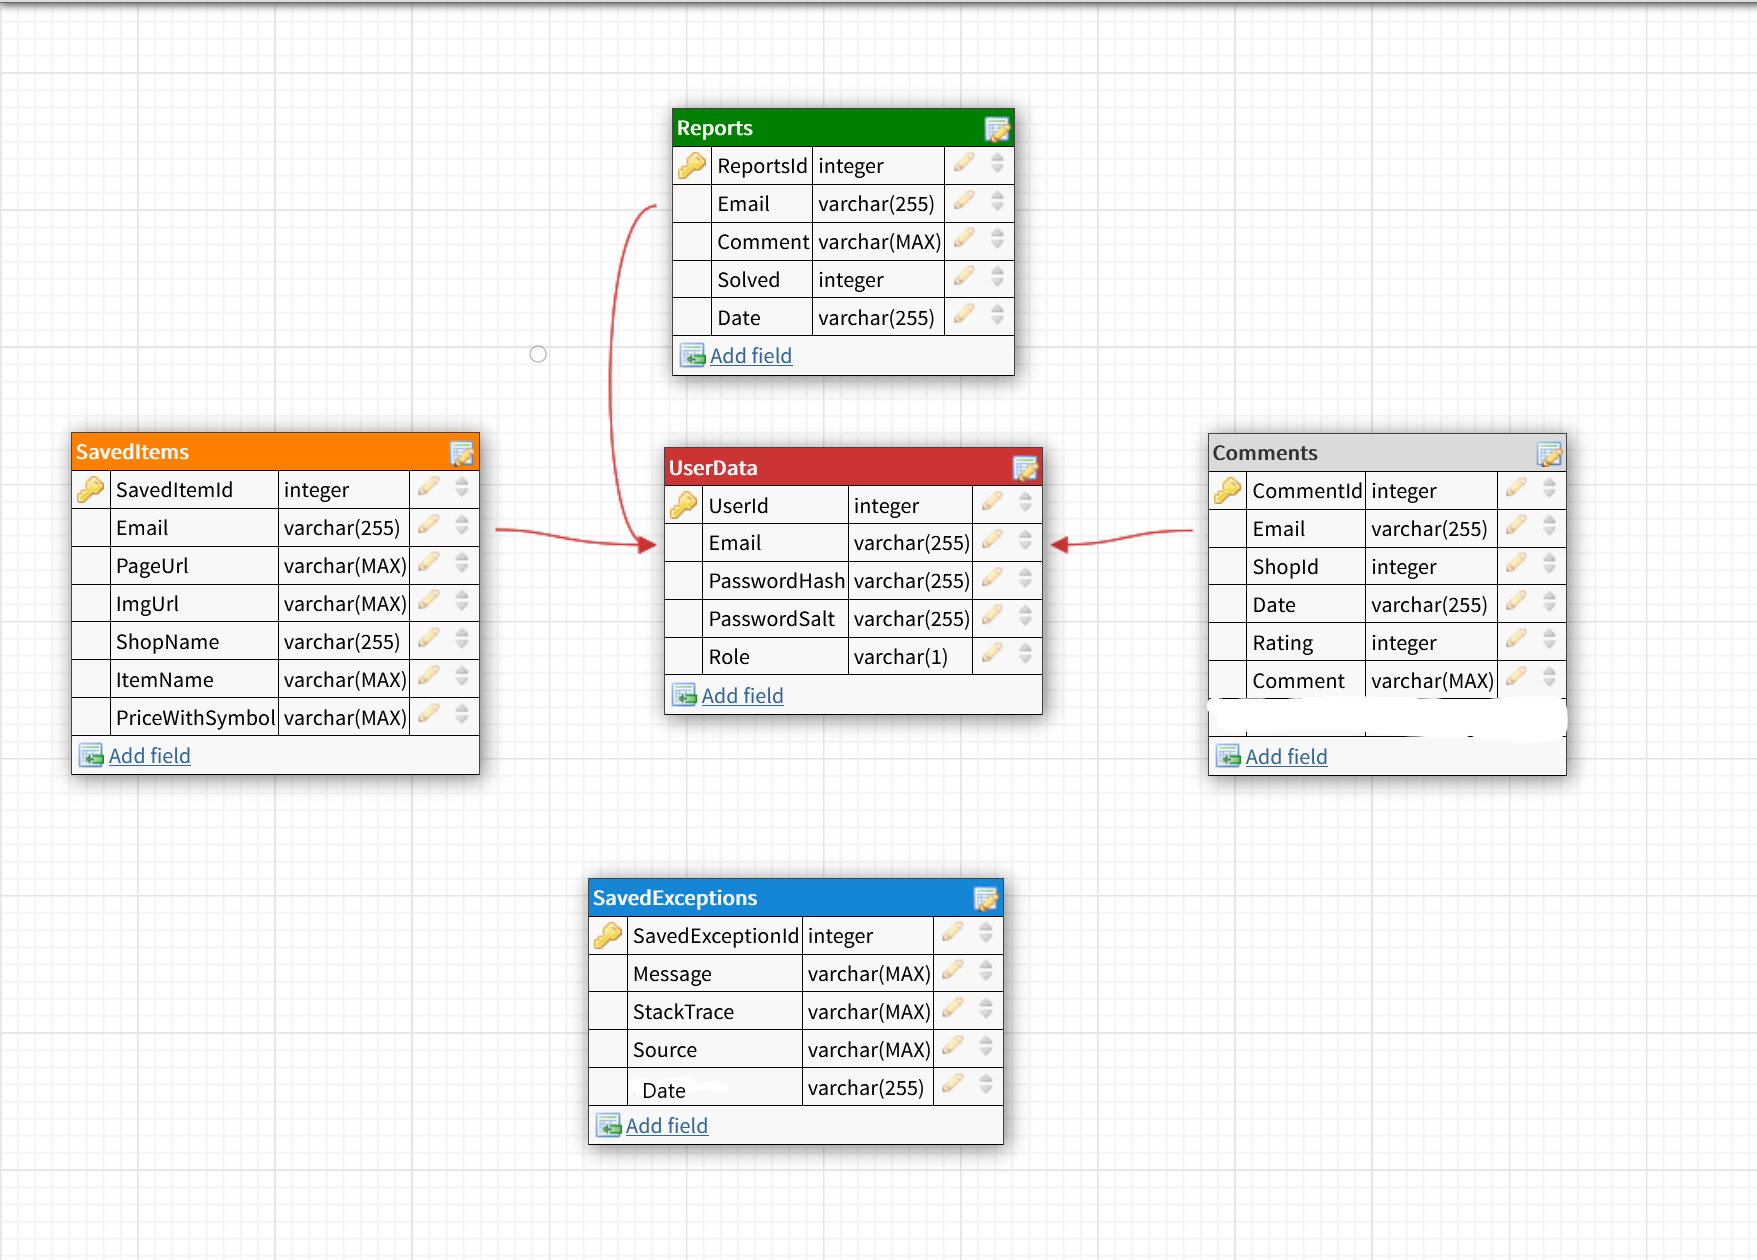 Reports
ReportsId integer
Email varchar(255)
Comment varchar(MAX)
Solved integer
Date varchar(255)
Add field
SavedItems
SavedItemId integer
Email varchar(255)
PageUrl varchar(MAX)
ImgUrl varchar(MAX)
ShopName varchar(255)
ItemName varchar(MAX)
PriceWithSymbol varchar(MAX)
Add field
UserData
UserId integer
Email varchar(255)
PasswordHash varchar(255)
PasswordSalt varchar(255)
Role varchar(1)
Add field
Comments
CommentId integer
Email varchar(255)
ShopId integer
Date varchar(255)
Rating integer
Comment varchar(MAX)
Add field
SavedExceptions
SavedExceptionId integer
Message varchar(MAX)
StackTrace varchar(MAX)
Source varchar(MAX)
Date varchar(255)
Add field